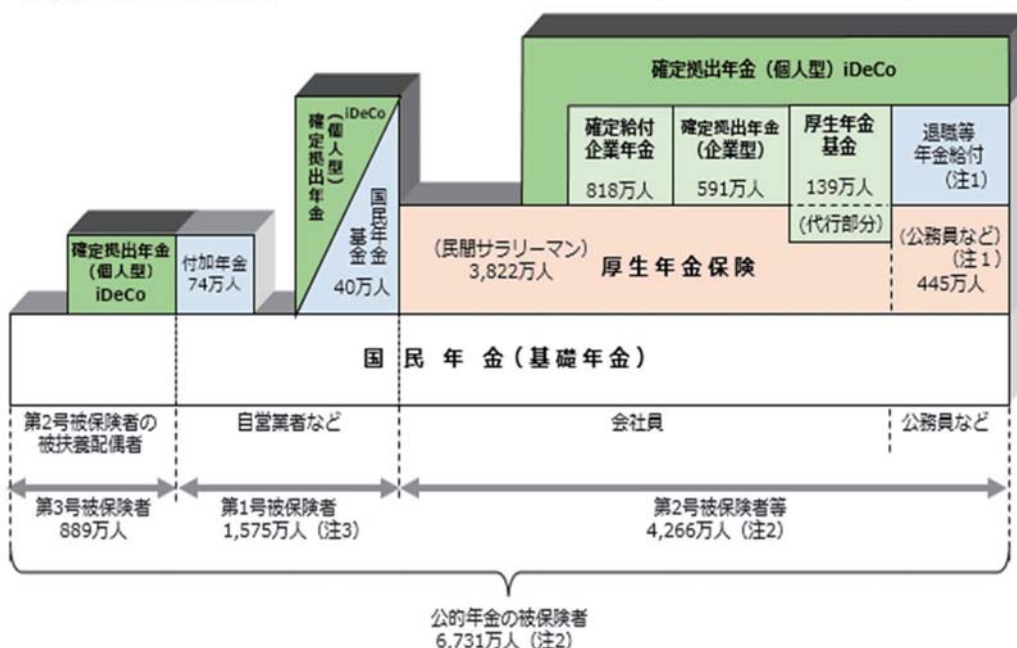 確定拠出年金（個人型）iDeCo
確定給付
企業年金
818万人
確定拠出年金
（企業型）
591万人
厚生年金
基金
139万人
（代行部分）
退職等
年金給付
（注1）
iDeCo
（個人型）
確定拠出年金
国民年金
基金
40万人
確定拠出年金
（個人型）
iDeCo
付加年金
74万人
（民間サラリーマン）
3,822万人
厚生年金保険
（公務員など）
（注1）
445万人
国民年金（基礎年金）
第2号被保険者の
被扶養配偶者
自営業者など
会社員
公務員など
第3号被保険者
889万人
第1号被保険者
1,575万人（注3）
第2号被保険者等
4,266万人（注2）
公的年金の被保険者
6,731万人（注2）